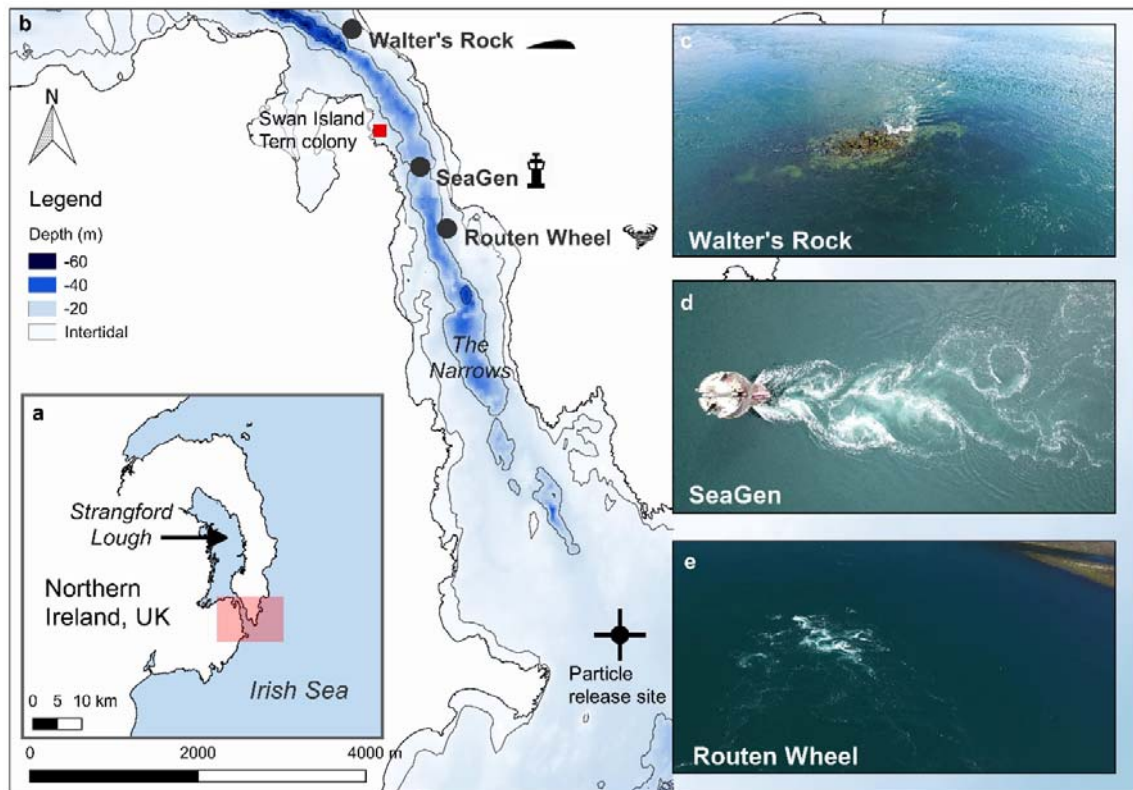 b
Walter's Rock
N
Swan Island
Tern colony
SeaGen
Legend
Routen Wheel
Depth (m)
-60
-40
-20
Intertidal
The
Narrows
a
Strangford
Lough
Northern
Ireland, UK
Irish Sea
0 5 10 km
0 2000 4000 m
Particle
release site
c
Walter's Rock
d
SeaGen
e
Routen Wheel